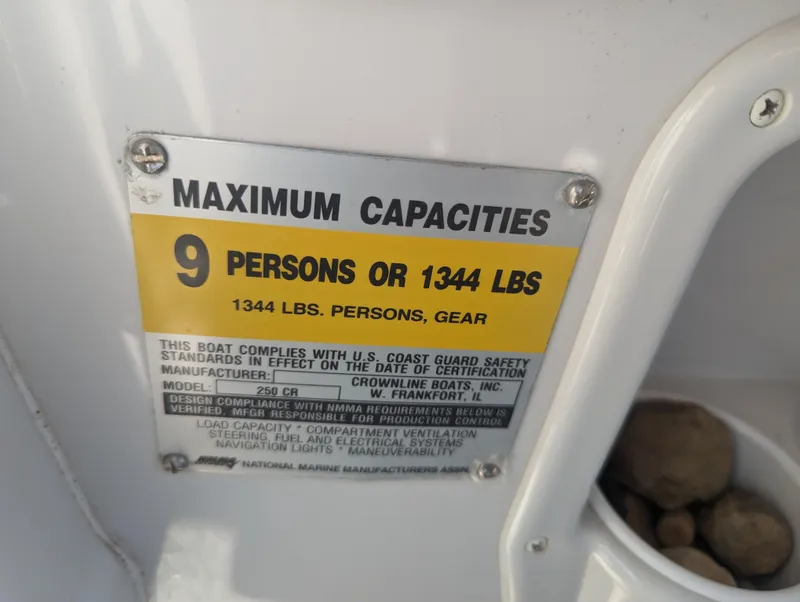 MAXIMUM CAPACITIES
9 PERSONS OR 1344 LBS
1344 LBS. PERSONS, GEAR
THIS BOAT COMPLIES WITH U.S. COAST GUARD SAFETY
STANDARDS IN EFFECT ON THE DATE OF CERTIFICATION
MANUFACTURER: CROWNLINE BOATS, INC.
MODEL: 250 CR W. FRANKFORT, IL
DESIGN COMPLIANCE WITH NMMA REQUIREMENTS BELOW IS
VERIFIED. MFGR RESPONSIBLE FOR PRODUCTION CONTROL
LOAD CAPACITY * COMPARTMENT VENTILATION
STEERING, FUEL AND ELECTRICAL SYSTEMS
NAVIGATION LIGHTS * MANEUVERABILITY
NMMA NATIONAL MARINE MANUFACTURERS ASSN.